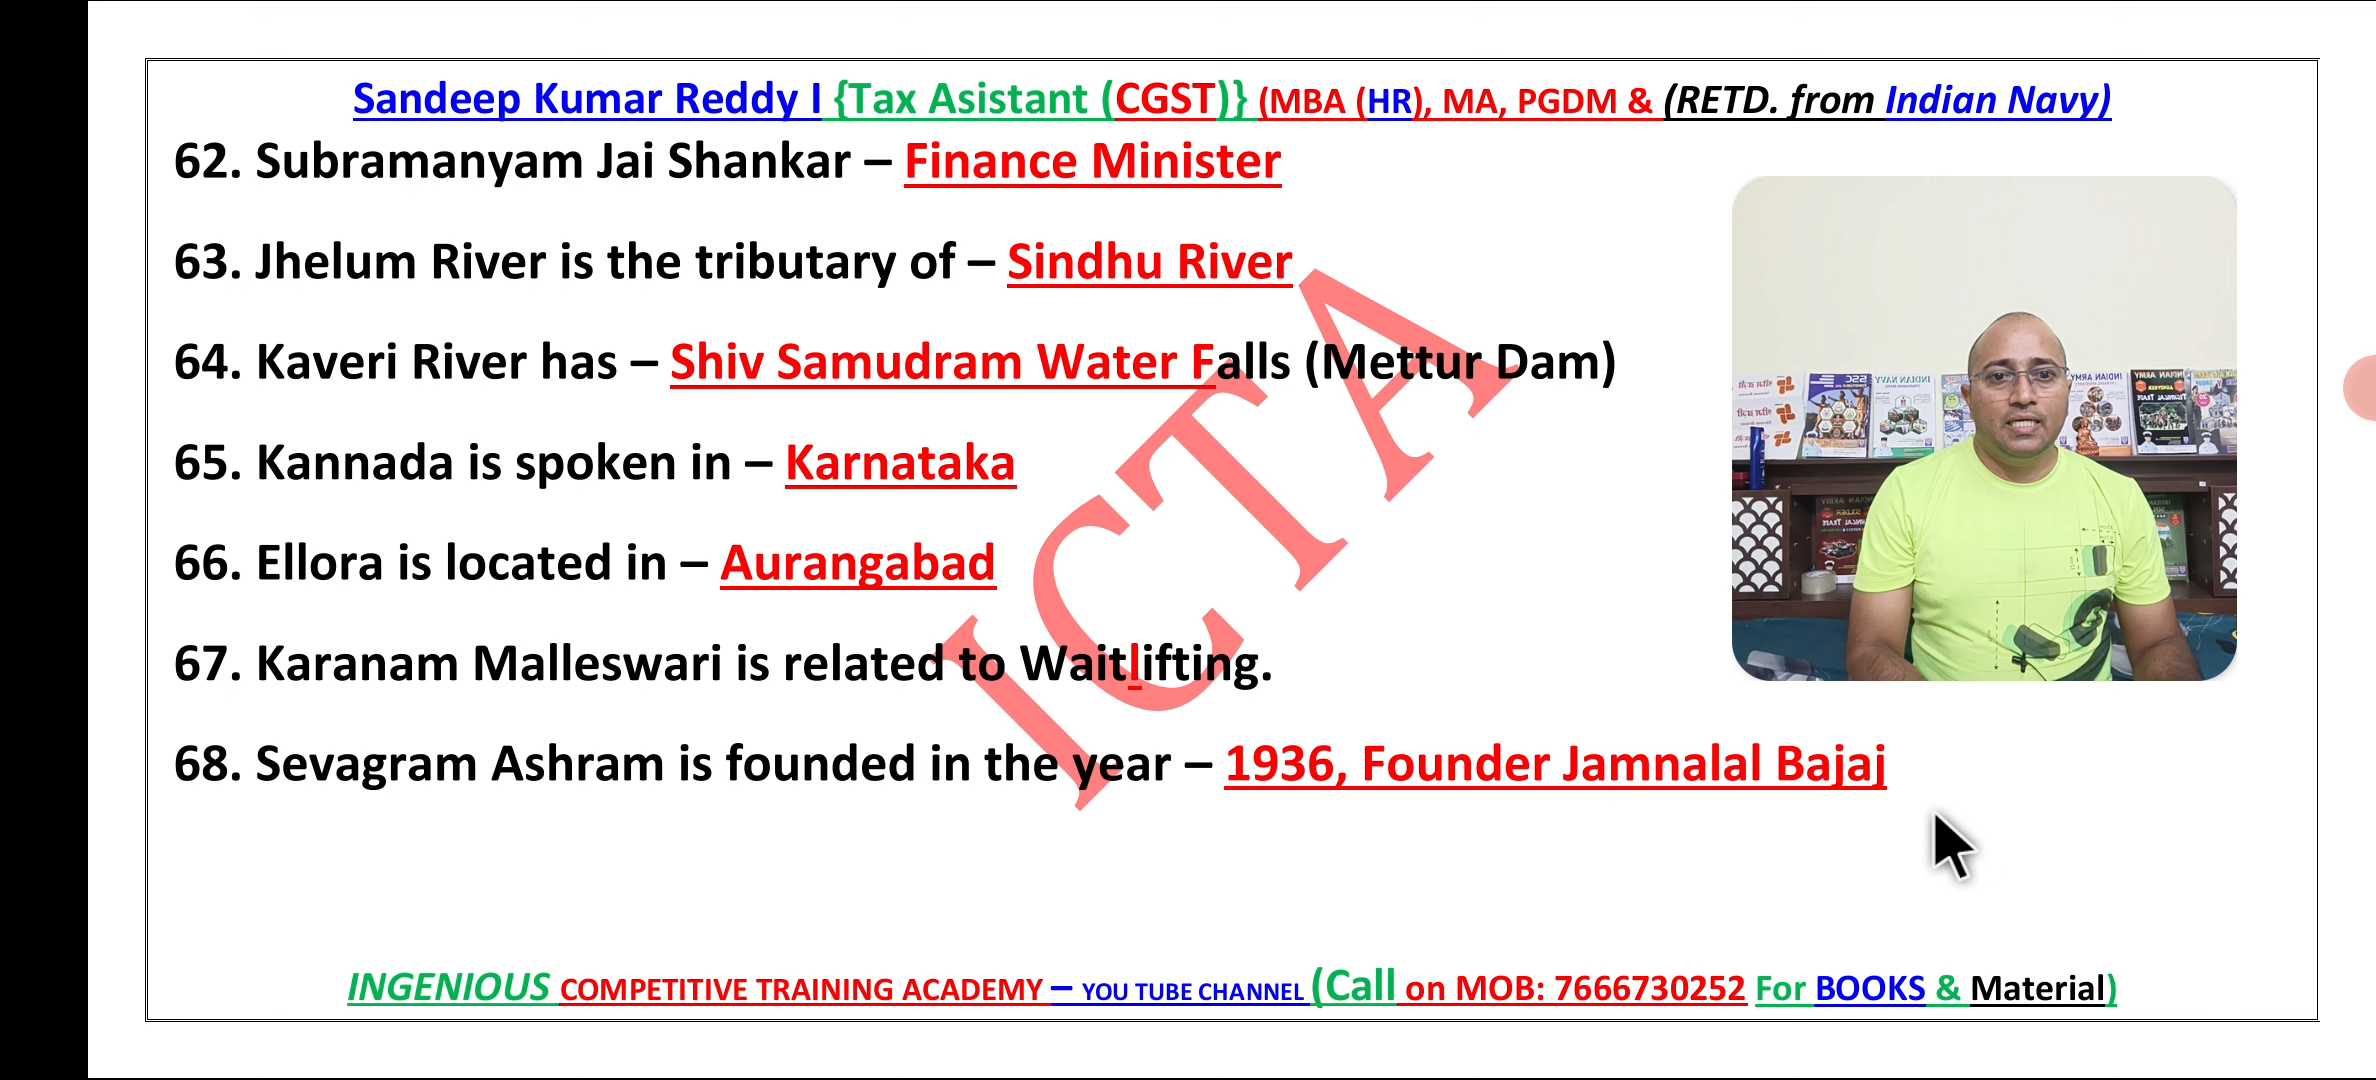 Sandeep Kumar Reddy I {Tax Asistant (CGST)} (MBA (HR), MA, PGDM & (RETD. from Indian Navy)
62. Subramanyam Jai Shankar – Finance Minister
63. Jhelum River is the tributary of – Sindhu River
64. Kaveri River has – Shiv Samudram Water Falls (Mettur Dam)
65. Kannada is spoken in – Karnataka
66. Ellora is located in – Aurangabad
67. Karanam Malleswari is related to Waitlifting.
68. Sevagram Ashram is founded in the year – 1936, Founder Jamnalal Bajaj
ICTA
INGENIOUS COMPETITIVE TRAINING ACADEMY – YOU TUBE CHANNEL (Call on MOB: 7666730252 For BOOKS & Material)